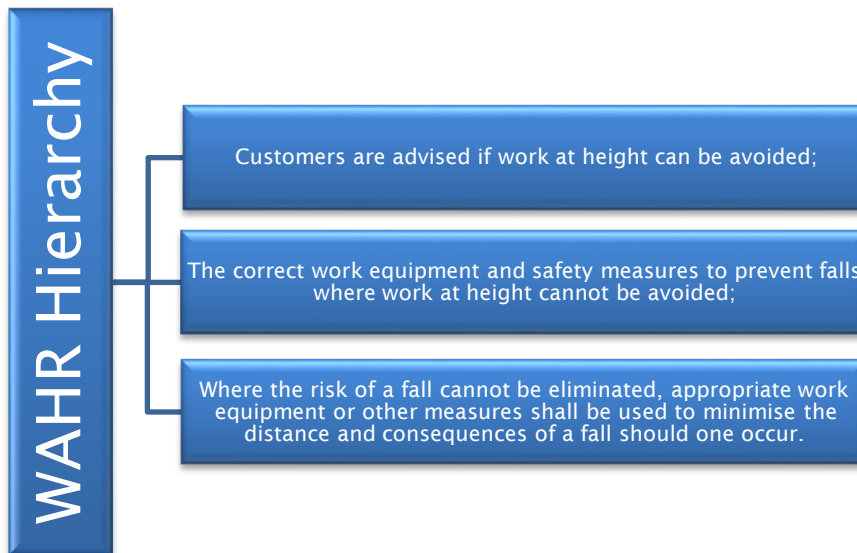 WAHR Hierarchy
Customers are advised if work at height can be avoided;
The correct work equipment and safety measures to prevent falls
where work at height cannot be avoided;
Where the risk of a fall cannot be eliminated, appropriate work
equipment or other measures shall be used to minimise the
distance and consequences of a fall should one occur.